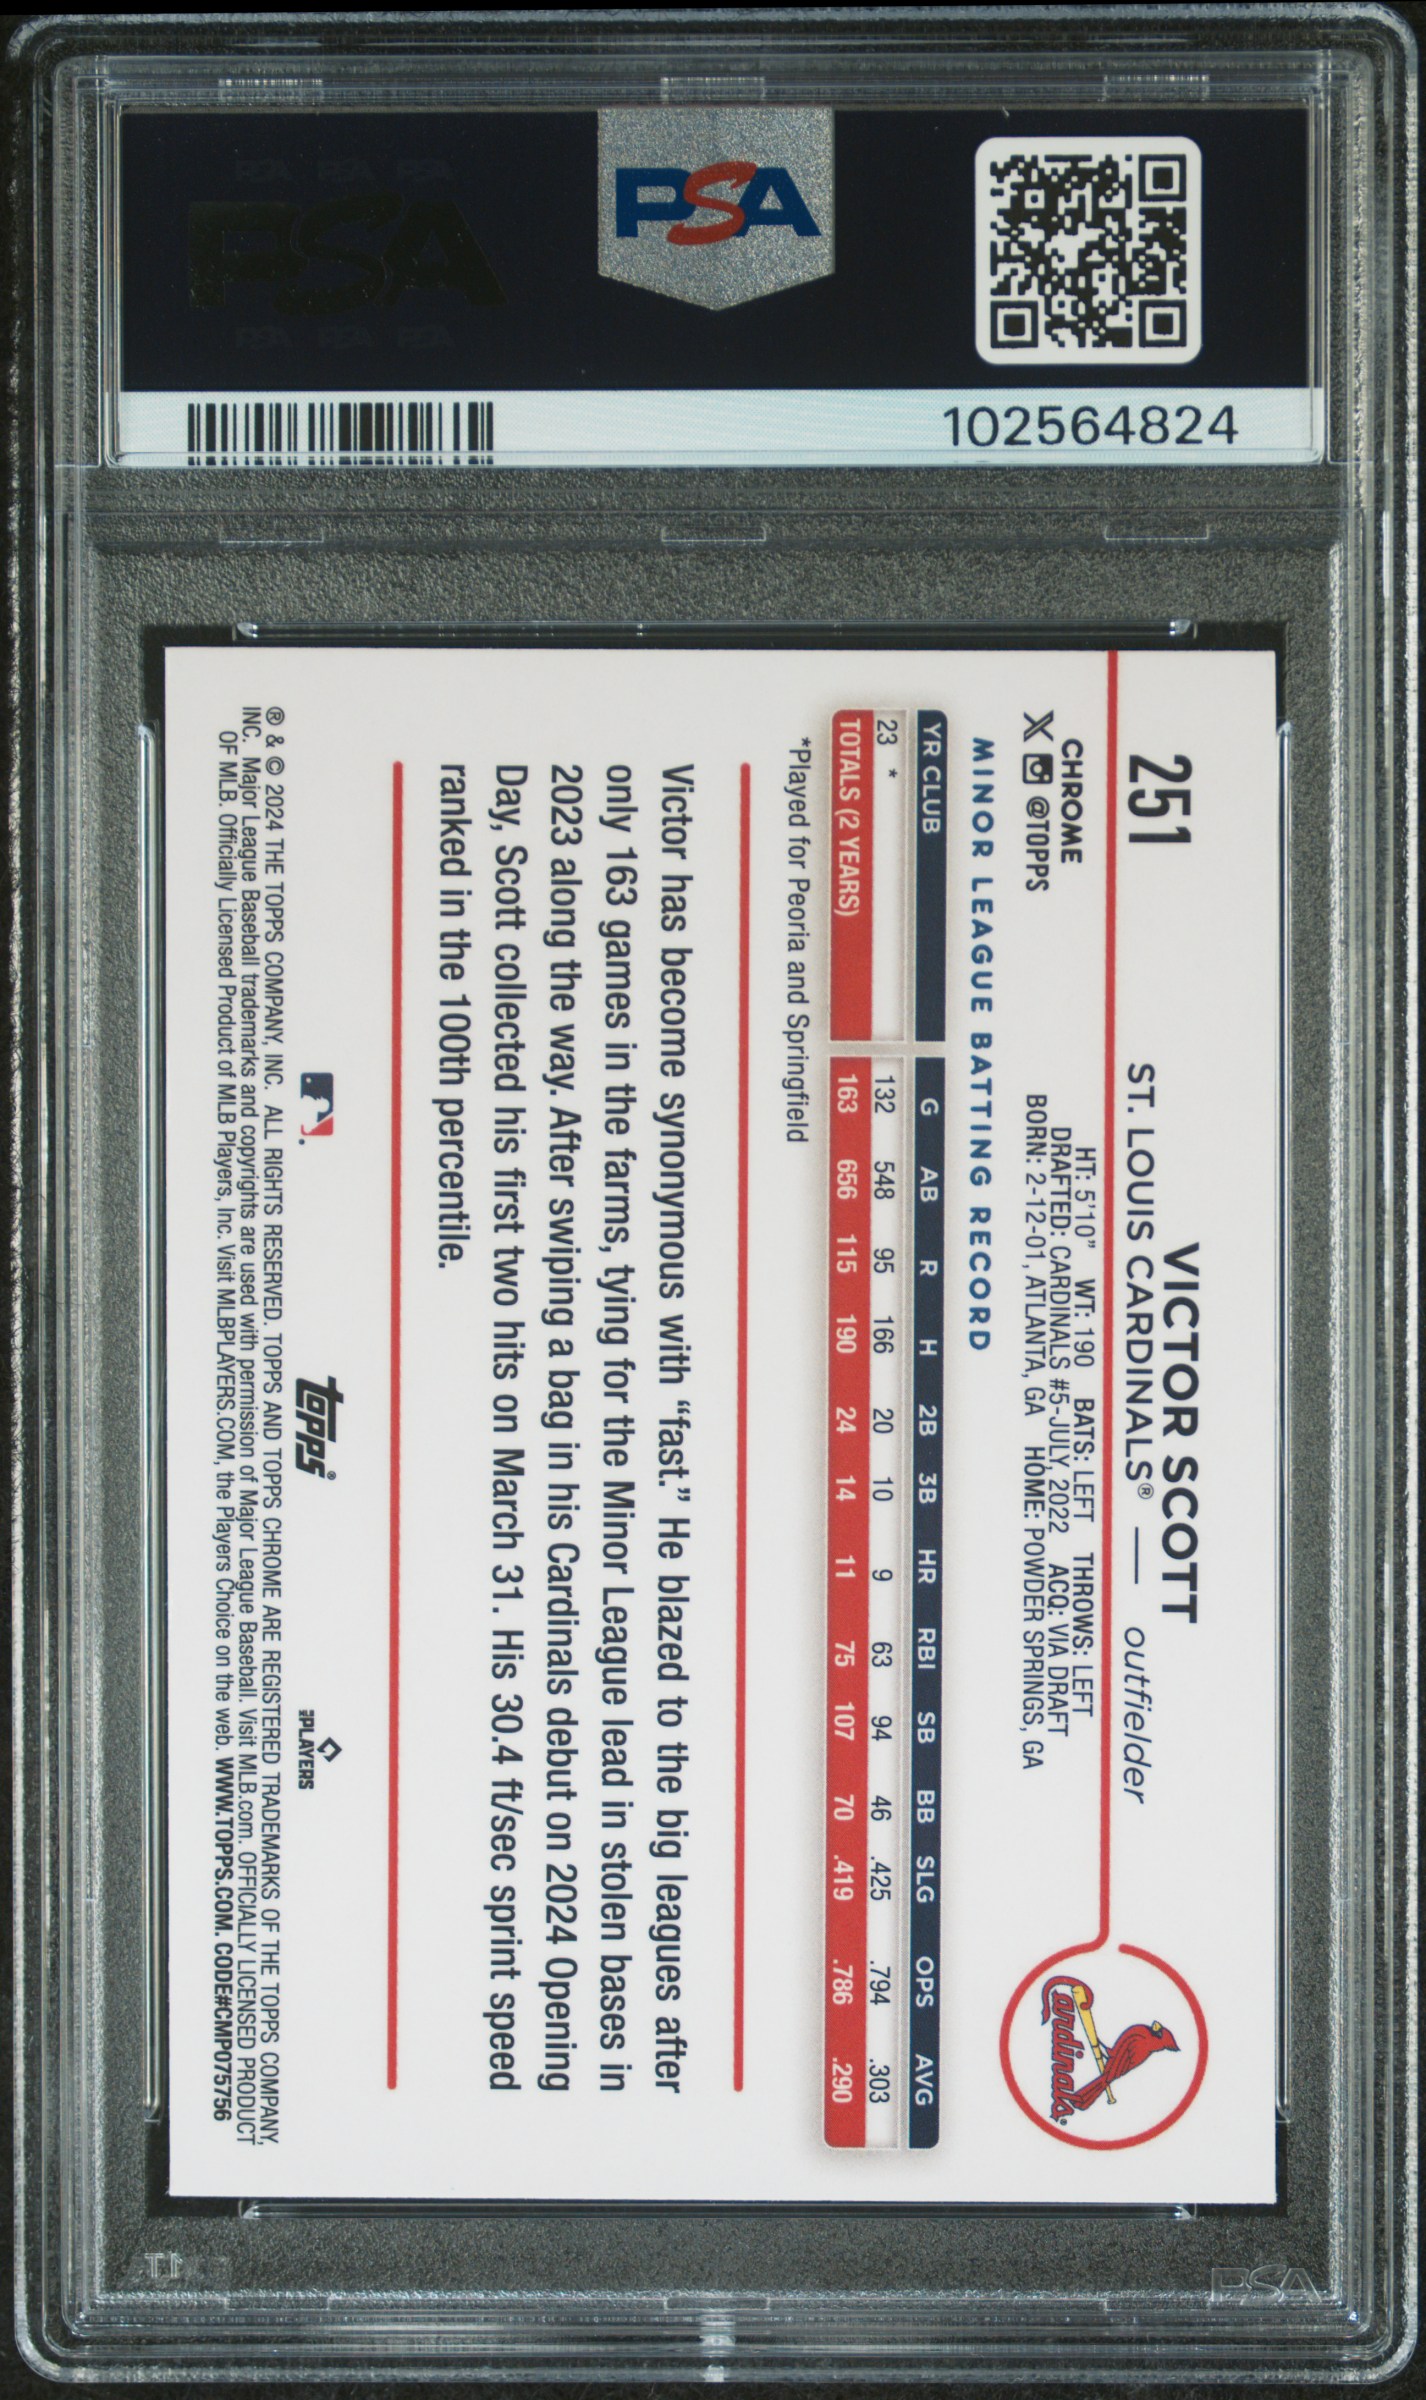 PSA
PSA PSA PSA
PSA
PSA PSA PSA
102564824
251
VICTOR SCOTT
ST. LOUIS CARDINALS® — outfielder
CHROME
@TOPPS
HT: 5'10" WT: 190 BATS: LEFT THROWS: LEFT
DRAFTED: CARDINALS #5-JULY, 2022 ACQ: VIA DRAFT
BORN: 2-12-01, ATLANTA, GA HOME: POWDER SPRINGS, GA
Cardinals
MINOR LEAGUE BATTING RECORD
YR CLUB G AB R H 2B 3B HR RBI SB BB SLG OPS AVG
23 * 132 548 95 166 20 10 9 63 94 46 .425 .794 .303
TOTALS (2 YEARS) 163 656 115 190 24 14 11 75 107 70 .419 .786 .290
*Played for Peoria and Springfield
Victor has become synonymous with “fast.” He blazed to the big leagues after
only 163 games in the farms, tying for the Minor League lead in stolen bases in
2023 along the way. After swiping a bag in his Cardinals debut on 2024 Opening
Day, Scott collected his first two hits on March 31. His 30.4 ft/sec sprint speed
ranked in the 100th percentile.
topps®
PLAYERS
® & © 2024 THE TOPPS COMPANY, INC. ALL RIGHTS RESERVED. TOPPS AND TOPPS CHROME ARE REGISTERED TRADEMARKS OF THE TOPPS COMPANY,
INC. Major League Baseball trademarks and copyrights are used with permission of Major League Baseball. Visit MLB.com. OFFICIALLY LICENSED PRODUCT
OF MLB. Officially Licensed Product of MLB Players, Inc. Visit MLBPLAYERS.COM, the Players Choice on the web. WWW.TOPPS.COM. CODE#CMP075756
PSA